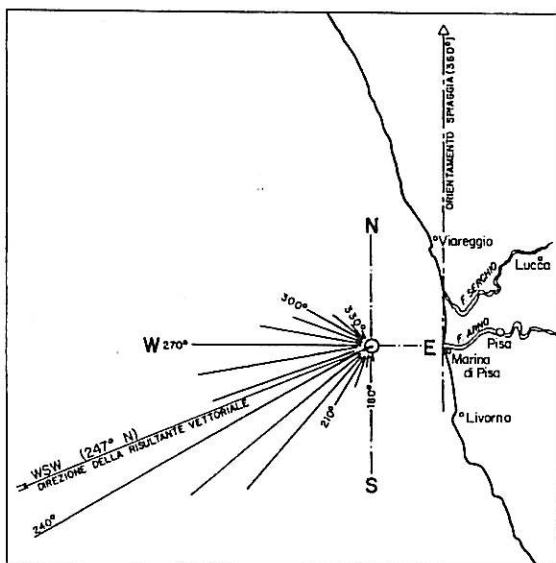 ORIENTAMENTO SPIAGGIA (360°)
N
Viareggio
Lucca
F. SERCHIO
300°
330°
W 270°
E
F. ARNO
Pisa
Marina
di Pisa
180°
210°
Livorno
WSW (247° N)
DIREZIONE DELLA RISULTANTE VETTORIALE
240°
S